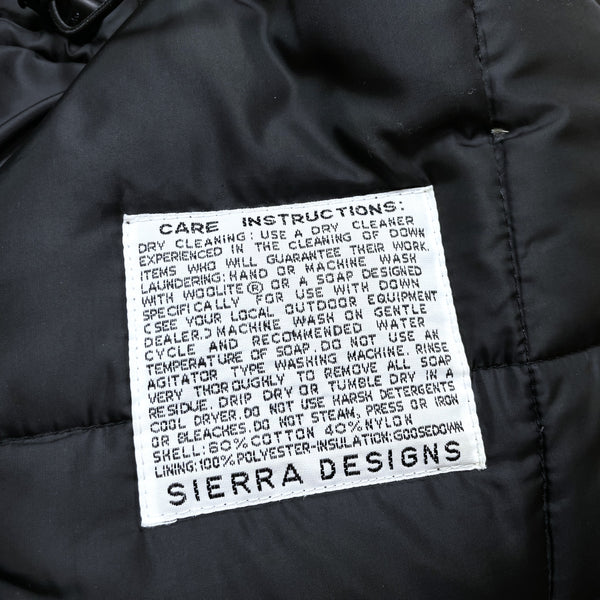 CARE INSTRUCTIONS:
DRY CLEANING: USE A DRY CLEANER
EXPERIENCED IN THE CLEANING OF DOWN
ITEMS WHO WILL GUARANTEE THEIR WORK.
LAUNDERING: HAND OR MACHINE WASH
WITH WOOLITE® OR A SOAP DESIGNED
SPECIFICALLY FOR USE WITH DOWN
(SEE YOUR LOCAL OUTDOOR EQUIPMENT
DEALER.) MACHINE WASH ON GENTLE
CYCLE AND RECOMMENDED WATER
TEMPERATURE OF SOAP DO NOT USE AN
AGITATOR TYPE WASHING MACHINE. RINSE
VERY THOROUGHLY TO REMOVE ALL SOAP
RESIDUE. DRIP DRY OR TUMBLE DRY IN A
COOL DRYER. DO NOT USE HARSH DETERGENTS
OR BLEACHES. DO NOT STEAM, PRESS OR IRON
SHELL: 60% COTTON 40% NYLON
LINING: 100% POLYESTER-INSULATION: GOOSEDOWN
SIERRA DESIGNS